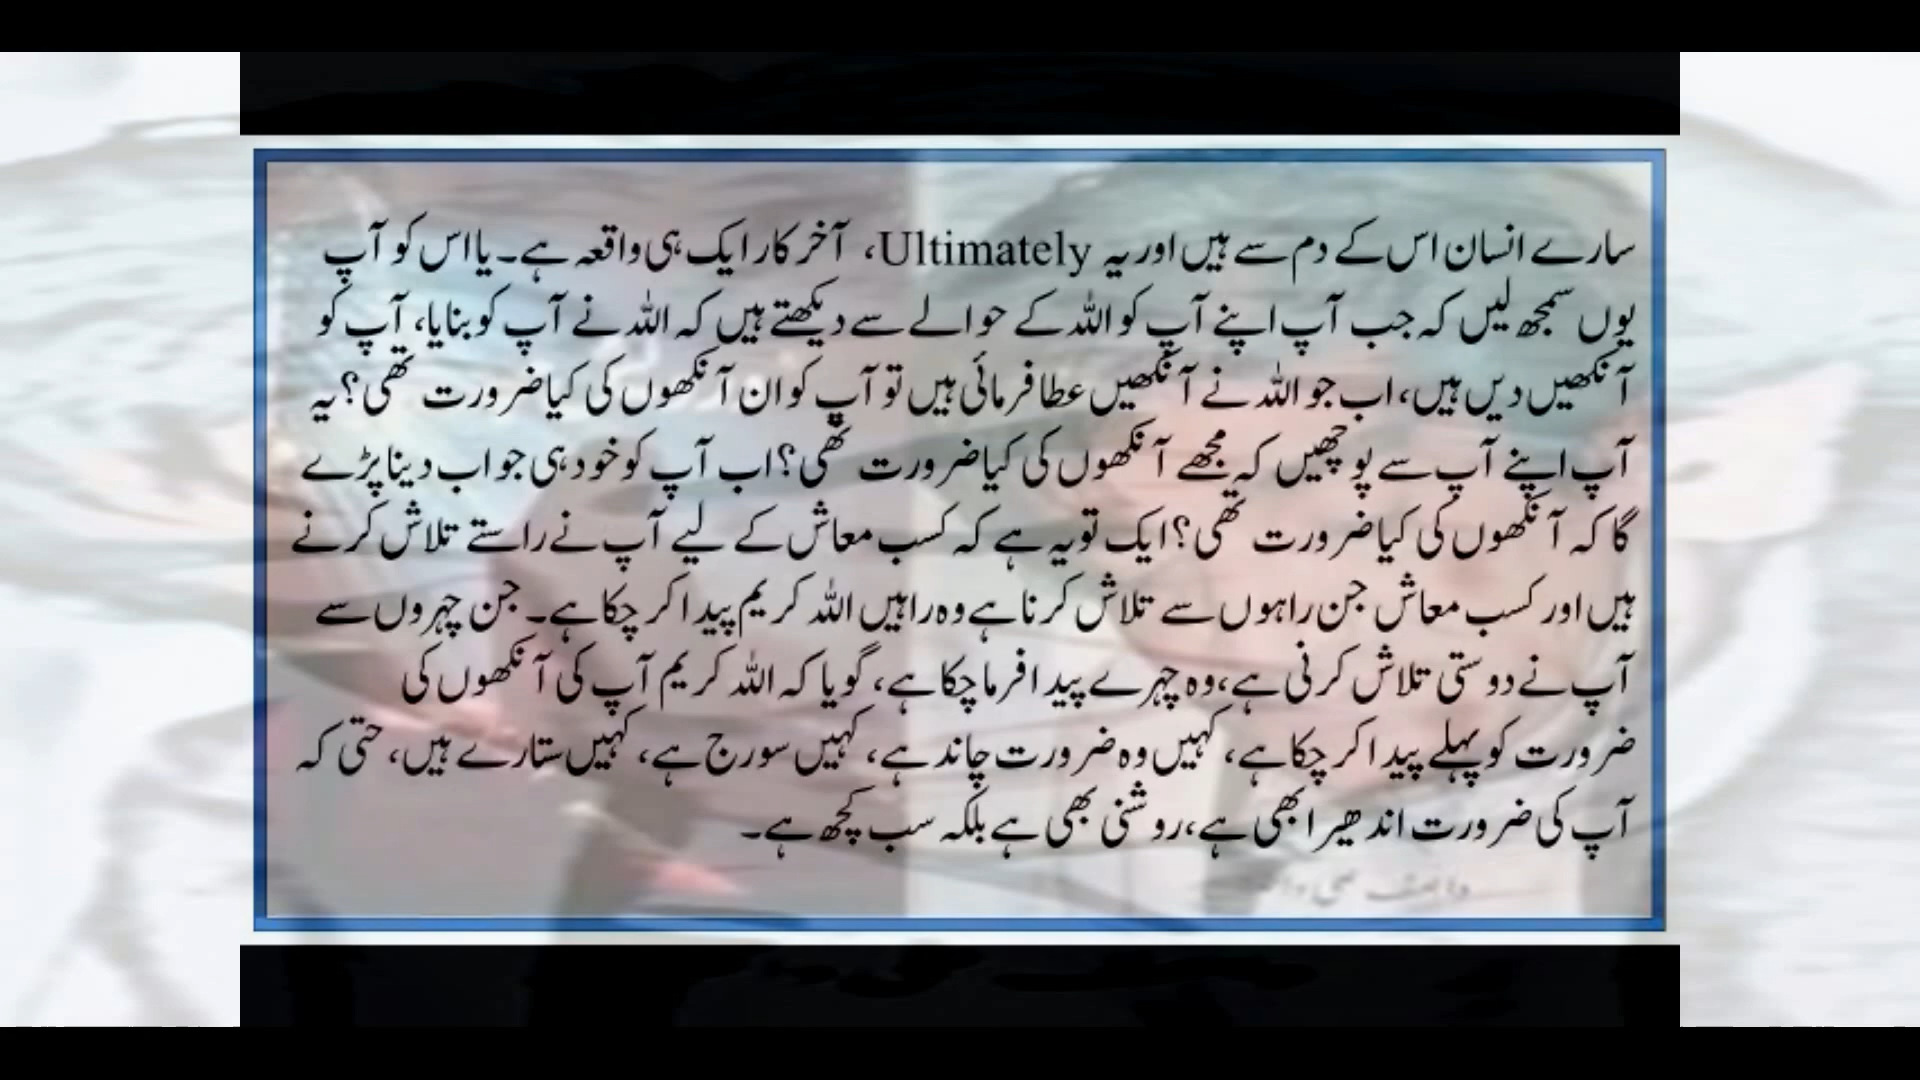 سارے انسان اس کے دم سے ہیں اور یہ Ultimately، آخر کار ایک ہی واقعہ ہے۔ یا اس کو آپ
یوں سمجھ لیں کہ جب آپ اپنے آپ کو اللہ کے حوالے سے دیکھتے ہیں کہ اللہ نے آپ کو بنایا، آپ کو
آنکھیں دیں ہیں، اب جو اللہ نے آنکھیں عطا فرمائی ہیں تو آپ کو ان آنکھوں کی کیا ضرورت تھی؟ یہ
آپ اپنے آپ سے پوچھیں کہ مجھے آنکھوں کی کیا ضرورت تھی؟ اب آپ کو خود ہی جواب دینا پڑے
گا کہ آنکھوں کی کیا ضرورت تھی؟ ایک تو یہ ہے کہ کسب معاش کے لیے آپ نے راستے تلاش کرنے
ہیں اور کسب معاش جن راہوں سے تلاش کرنا ہے وہ راہیں اللہ کریم پیدا کر چکا ہے۔ جن چہروں سے
آپ نے دوستی تلاش کرنی ہے، وہ چہرے پیدا فرما چکا ہے، گویا کہ اللہ کریم آپ کی آنکھوں کی
ضرورت کو پہلے پیدا کر چکا ہے، کہیں وہ ضرورت چاند ہے، کہیں سورج ہے، کہیں ستارے ہیں، حتی کہ
آپ کی ضرورت اندھیرا بھی ہے، روشنی بھی ہے بلکہ سب کچھ ہے۔